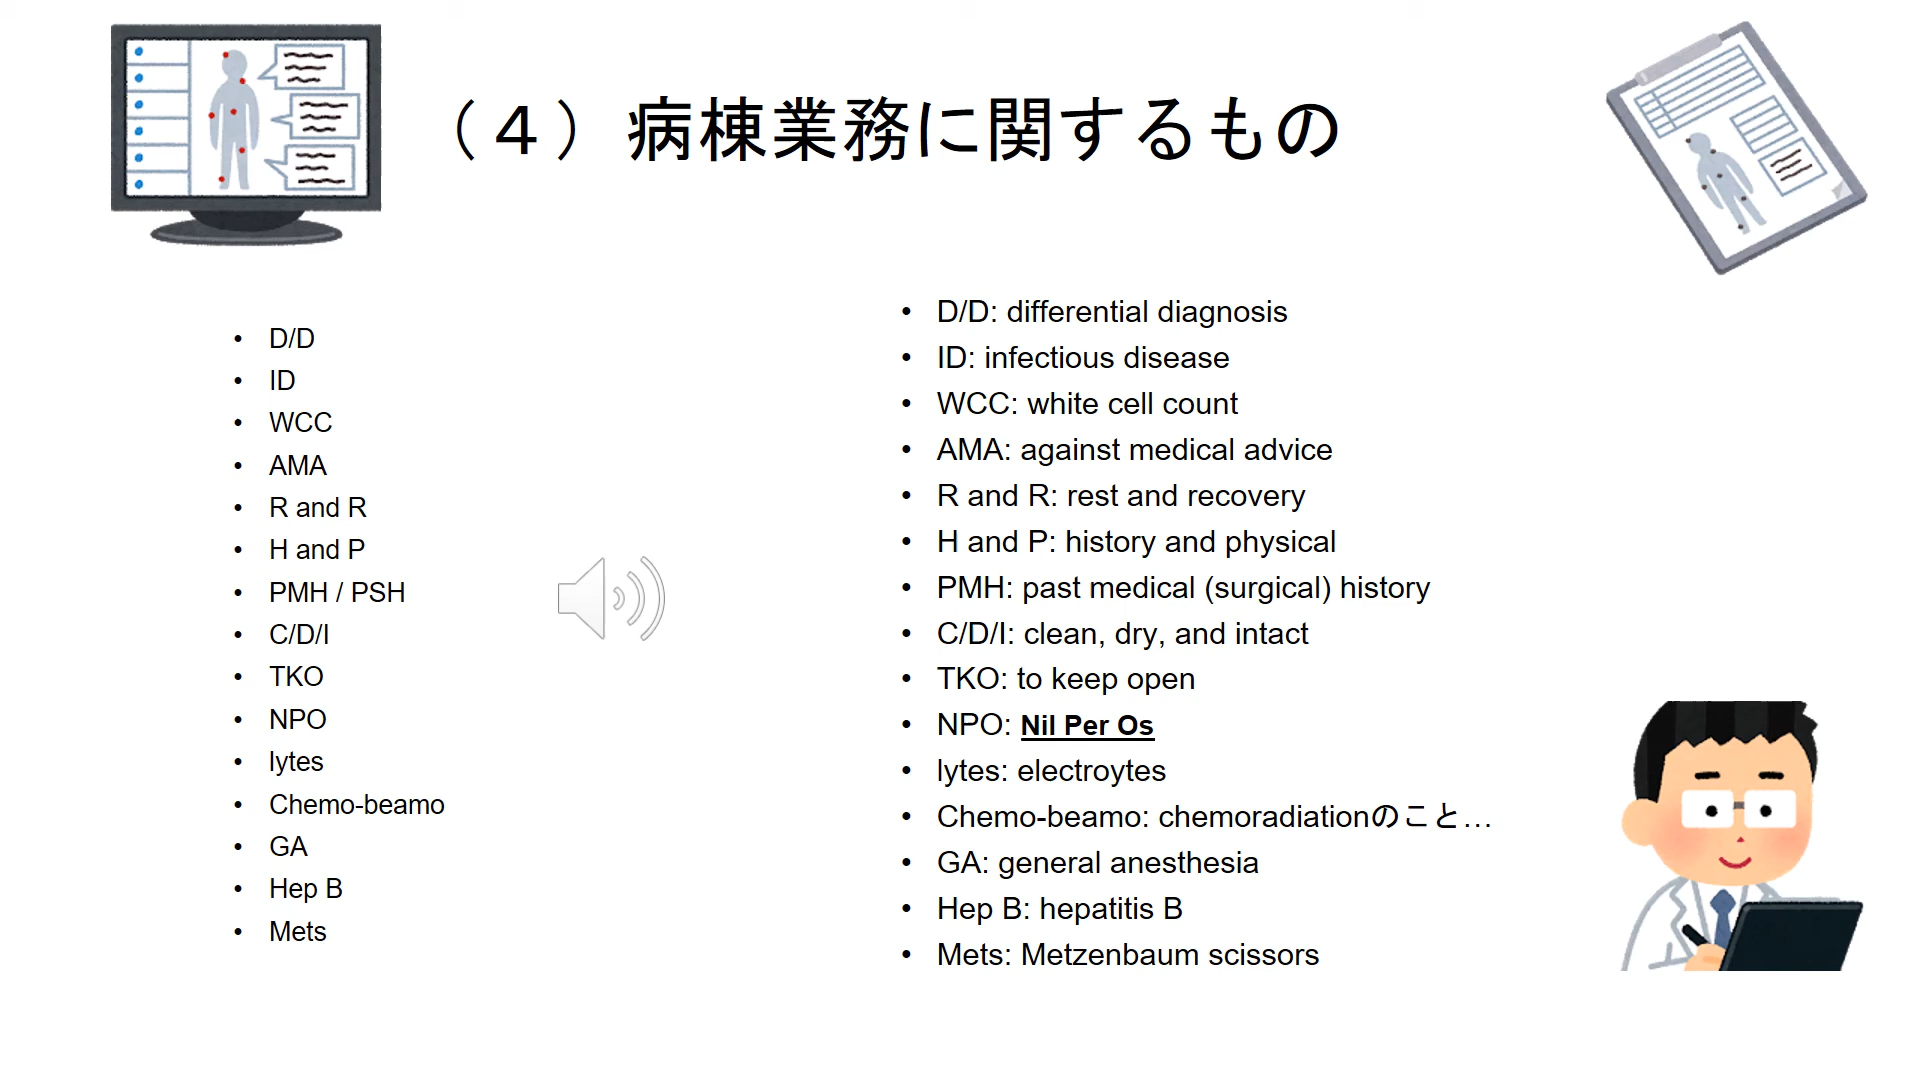 （４）病棟業務に関するもの
• D/D
• ID
• WCC
• AMA
• R and R
• H and P
• PMH / PSH
• C/D/I
• TKO
• NPO
• lytes
• Chemo-beamo
• GA
• Hep B
• Mets
• D/D: differential diagnosis
• ID: infectious disease
• WCC: white cell count
• AMA: against medical advice
• R and R: rest and recovery
• H and P: history and physical
• PMH: past medical (surgical) history
• C/D/I: clean, dry, and intact
• TKO: to keep open
• NPO: Nil Per Os
• lytes: electroytes
• Chemo-beamo: chemoradiationのこと…
• GA: general anesthesia
• Hep B: hepatitis B
• Mets: Metzenbaum scissors